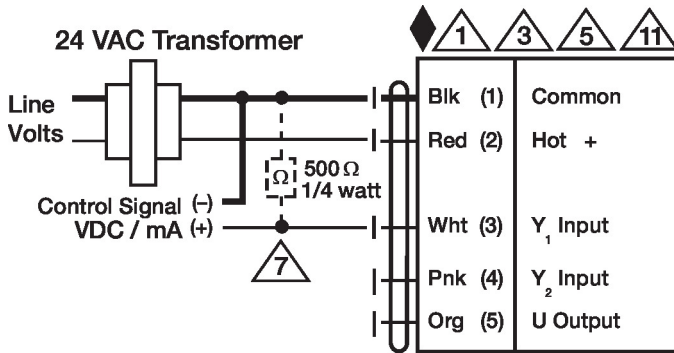 1 3 5 11
24 VAC Transformer
Line
Volts
Blk (1) Common
Red (2) Hot +
Ω 500 Ω
1/4 watt
Control Signal (–)
VDC / mA (+)
Wht (3) Y1 Input
7
Pnk (4) Y2 Input
Org (5) U Output